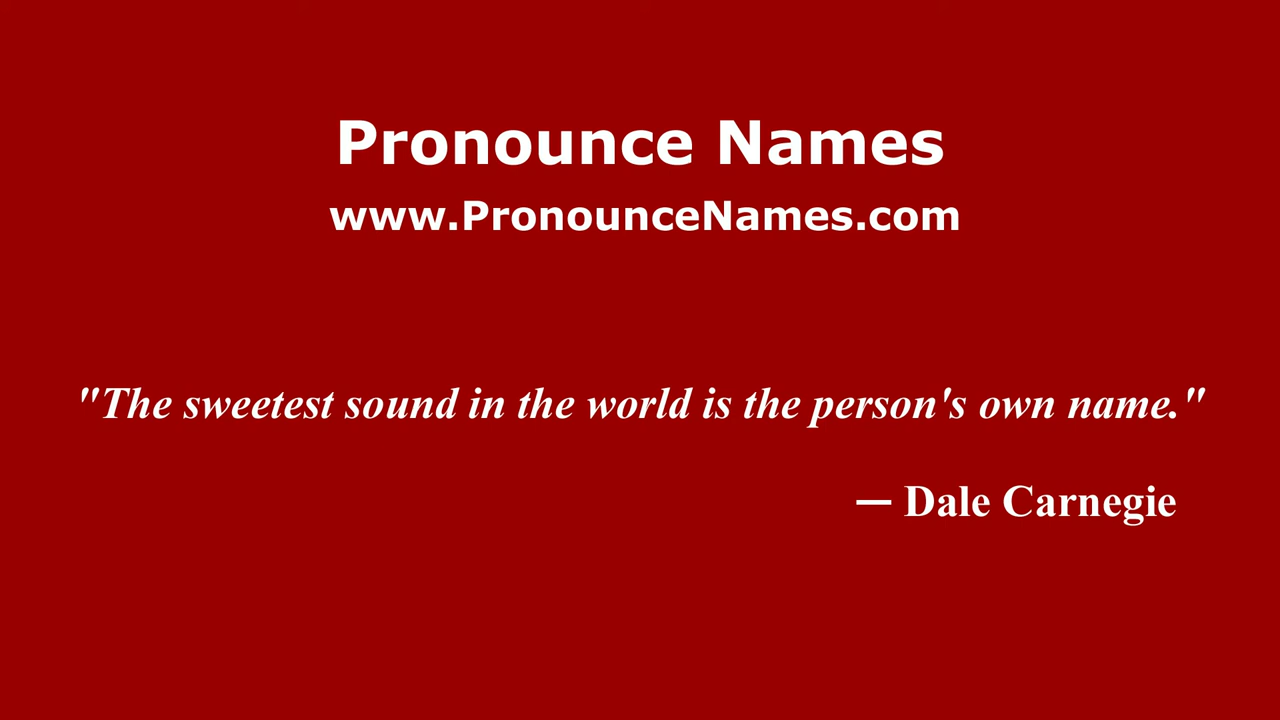 Pronounce Names
www.PronounceNames.com
"The sweetest sound in the world is the person's own name."
— Dale Carnegie